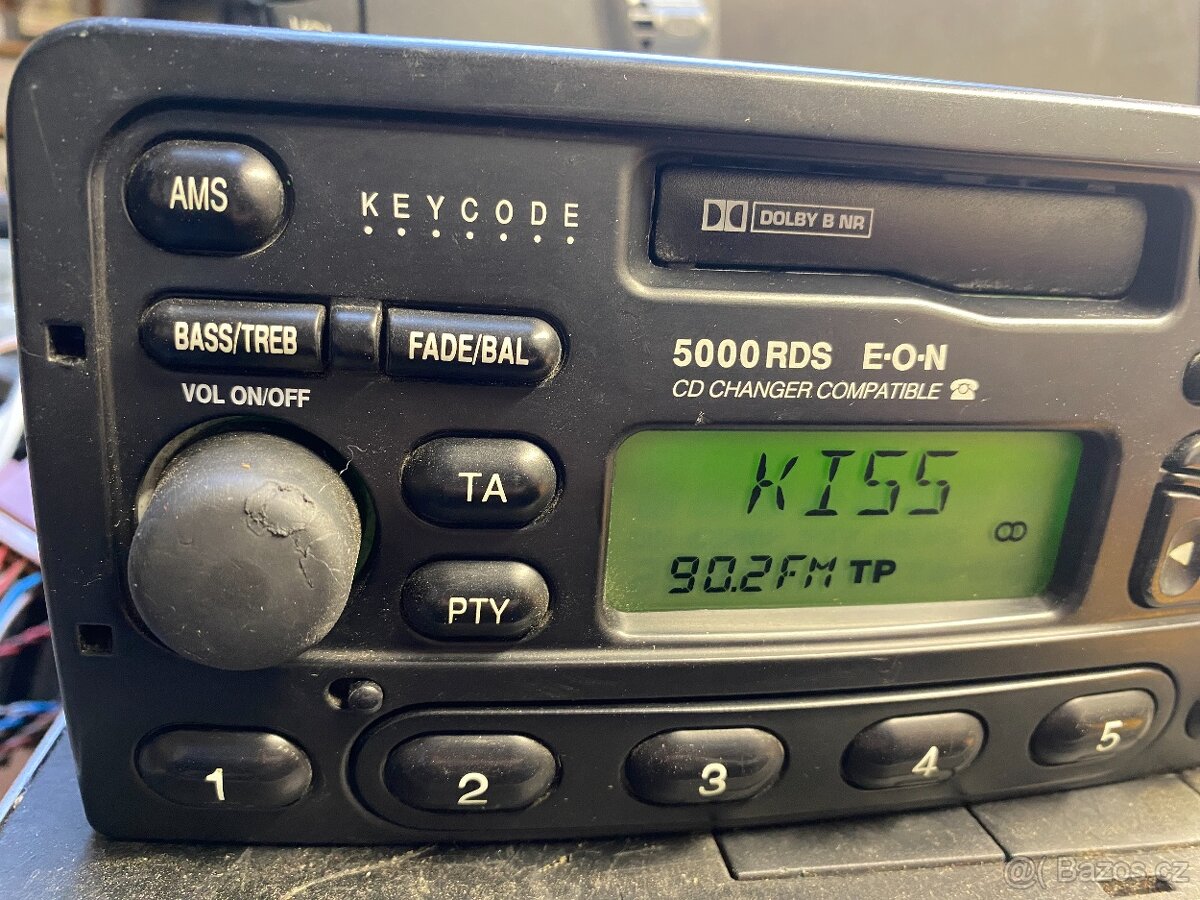 AMS
KEYCODE
DOLBY B NR
BASS/TREB
FADE/BAL
5000 RDS E·O·N
CD CHANGER COMPATIBLE
VOL ON/OFF
TA
KISS
90.2FM TP
PTY
1
2
3
4
5
@( Bazos.cz